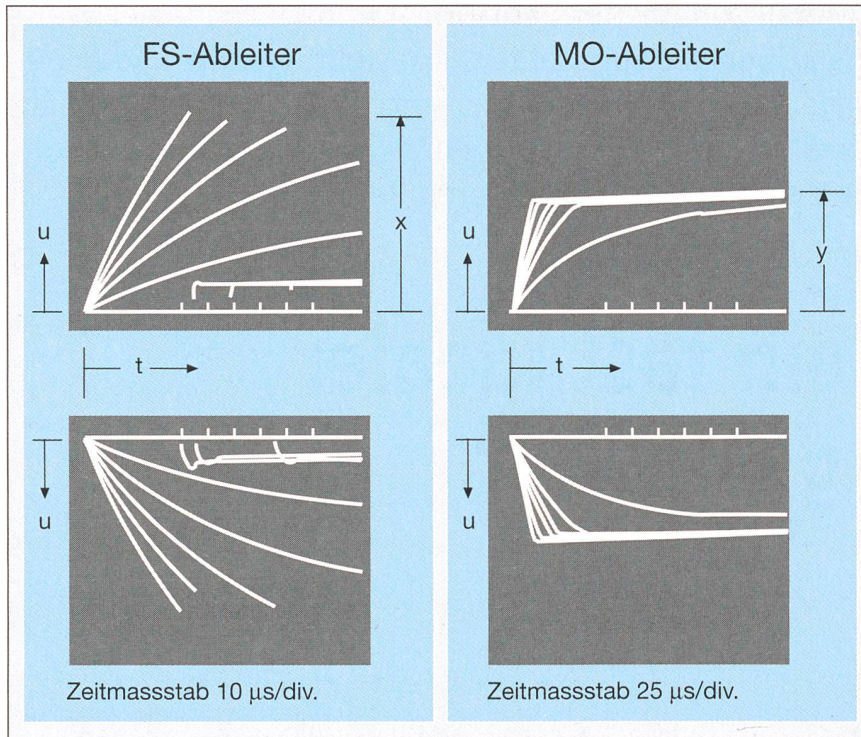 FS-Ableiter
u
x
t
u
Zeitmassstab 10 µs/div.
MO-Ableiter
u
y
t
u
Zeitmassstab 25 µs/div.